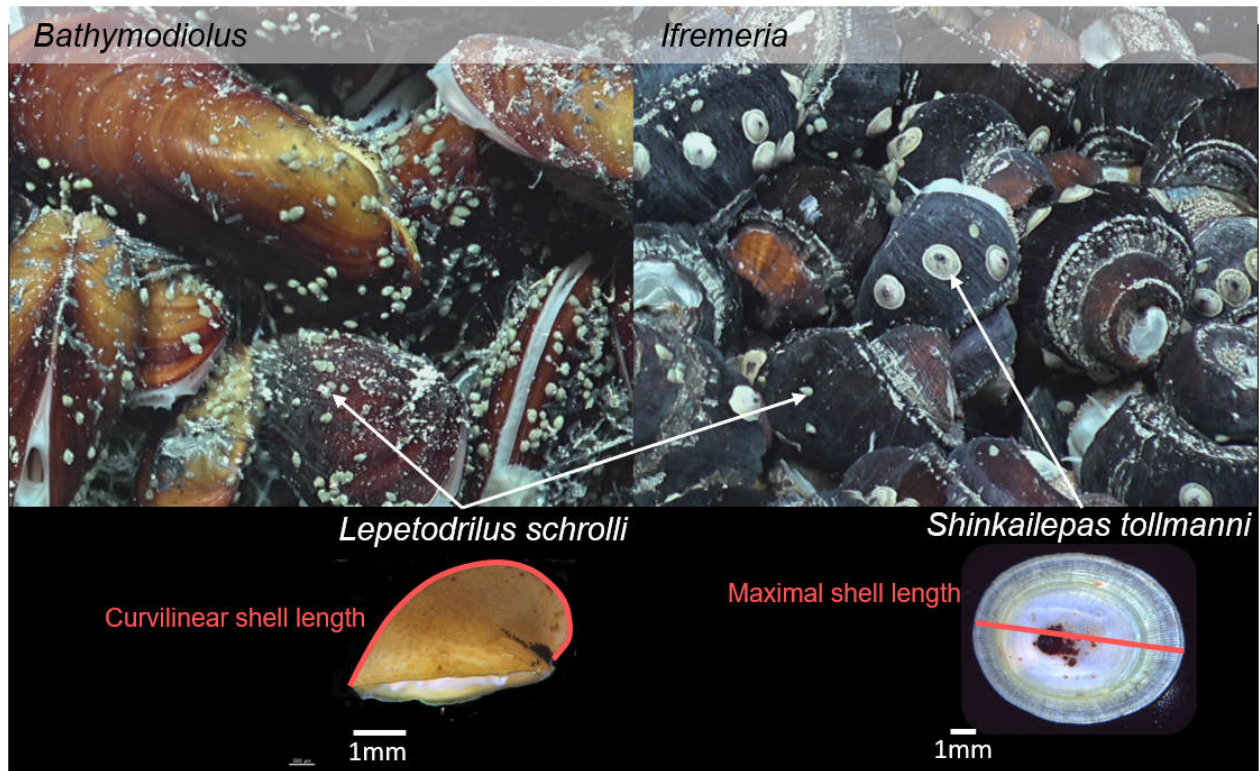 Bathymodiolus
Ifremeria
Lepetodrilus schrolli
Shinkailepas tollmanni
Curvilinear shell length
Maximal shell length
1mm
1mm